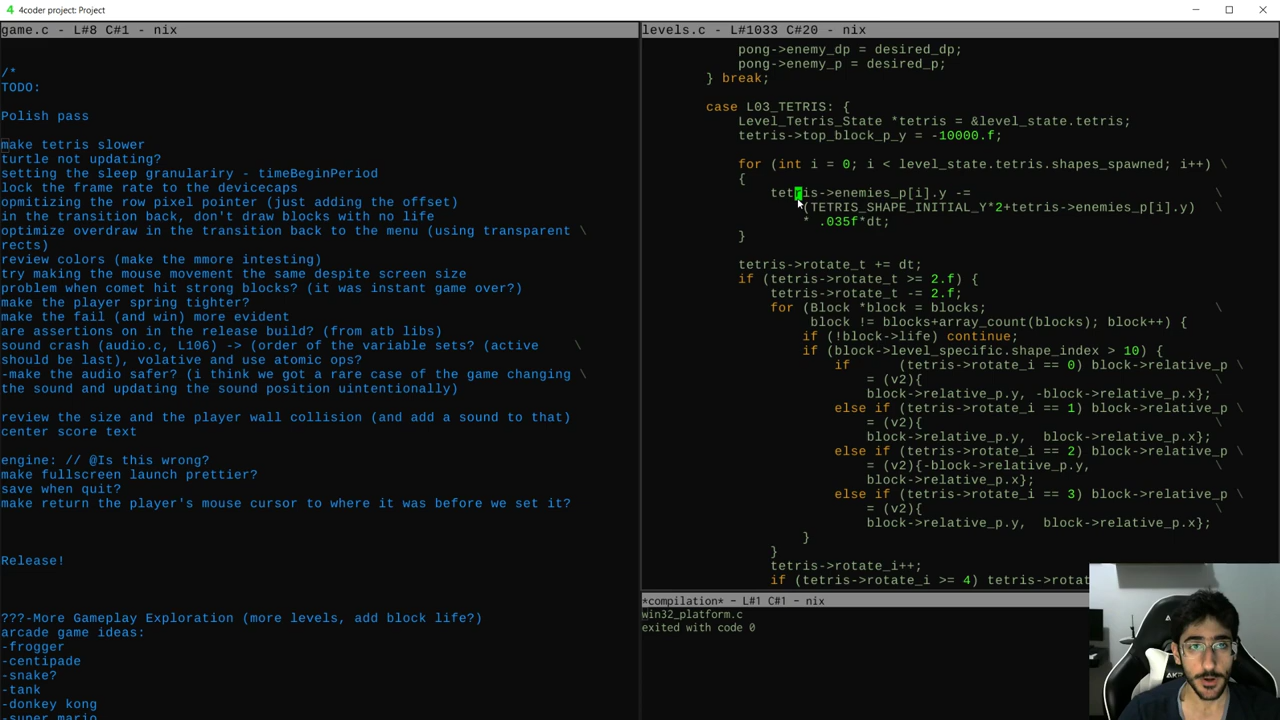 4coder project: Project
game.c - L#8 C#1 - nix
/*
TODO:
Polish pass
make tetris slower
turtle not updating?
setting the sleep granulariry - timeBeginPeriod
lock the frame rate to the devicecaps
opmitizing the row pixel pointer (just adding the offset)
in the transition back, don't draw blocks with no life
optimize overdraw in the transition back to the menu (using transparent \
rects)
review colors (make the mmore intesting)
try making the mouse movement the same despite screen size
problem when comet hit strong blocks? (it was instant game over?)
make the player spring tighter?
make the fail (and win) more evident
are assertions on in the release build? (from atb libs)
sound crash (audio.c, L106) -> (order of the variable sets? (active \
should be last), volative and use atomic ops?
-make the audio safer? (i think we got a rare case of the game changing \
the sound and updating the sound position uintentionally)
review the size and the player wall collision (and add a sound to that)
center score text
engine: // @Is this wrong?
make fullscreen launch prettier?
save when quit?
make return the player's mouse cursor to where it was before we set it?
Release!
???-More Gameplay Exploration (more levels, add block life?)
arcade game ideas:
-frogger
-centipade
-snake?
-tank
-donkey kong
-super mario
levels.c - L#1033 C#20 - nix
pong->enemy_dp = desired_dp;
pong->enemy_p = desired_p;
} break;
case L03_TETRIS: {
Level_Tetris_State *tetris = &level_state.tetris;
tetris->top_block_p_y = -10000.f;
for (int i = 0; i < level_state.tetris.shapes_spawned; i++) \
{
tetris->enemies_p[i].y -= \
(TETRIS_SHAPE_INITIAL_Y*2+tetris->enemies_p[i].y) \
* .035f*dt;
}
tetris->rotate_t += dt;
if (tetris->rotate_t >= 2.f) {
tetris->rotate_t -= 2.f;
for (Block *block = blocks; \
block != blocks+array_count(blocks); block++) {
if (!block->life) continue;
if (block->level_specific.shape_index > 10) {
if (tetris->rotate_i == 0) block->relative_p \
= (v2){ \
block->relative_p.y, -block->relative_p.x};
else if (tetris->rotate_i == 1) block->relative_p \
= (v2){ \
block->relative_p.y, block->relative_p.x};
else if (tetris->rotate_i == 2) block->relative_p \
= (v2){-block->relative_p.y, \
block->relative_p.x};
else if (tetris->rotate_i == 3) block->relative_p \
= (v2){ \
block->relative_p.y, block->relative_p.x};
}
}
tetris->rotate_i++;
if (tetris->rotate_i >= 4)
*compilation* - L#1 C#1 - nix
win32_platform.c
exited with code 0